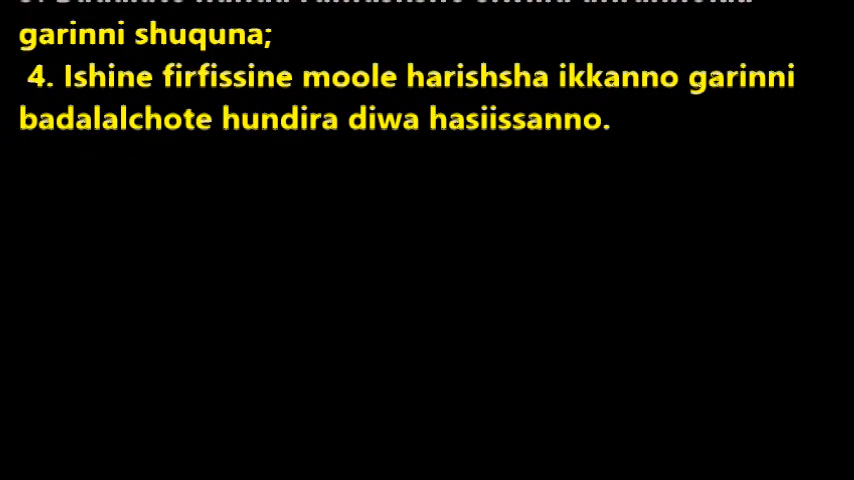 garinni shuquna;
4. Ishine firfissine moole harishsha ikkanno garinni
badalalchote hundira diwa hasiissanno.